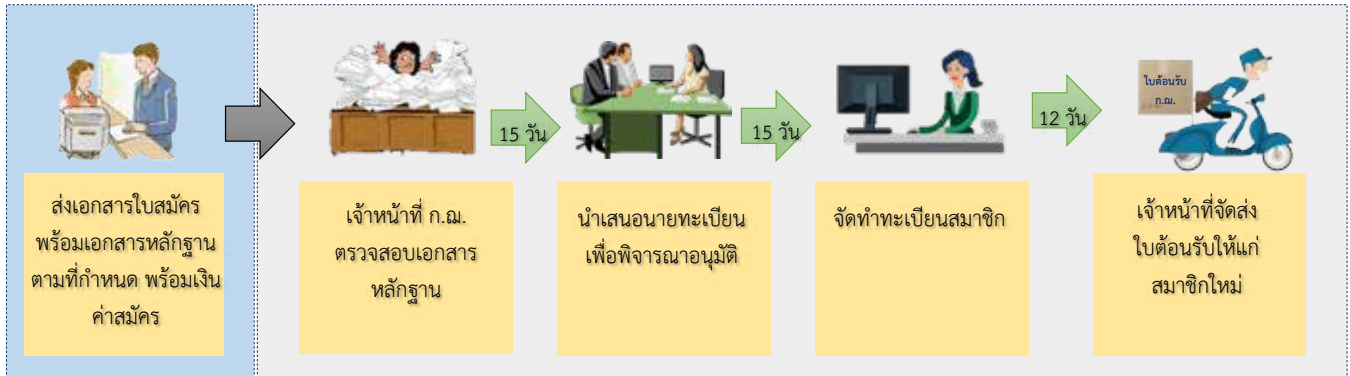 ใบต้อนรับ
ก.ณ.
15 วัน
15 วัน
12 วัน
ส่งเอกสารใบสมัคร
พร้อมเอกสารหลักฐาน
ตามที่กำหนด พร้อมเงิน
ค่าสมัคร
เจ้าหน้าที่ ก.ณ.
ตรวจสอบเอกสาร
หลักฐาน
นำเสนอนายทะเบียน
เพื่อพิจารณาอนุมัติ
จัดทำทะเบียนสมาชิก
เจ้าหน้าที่จัดส่ง
ใบต้อนรับให้แก่
สมาชิกใหม่